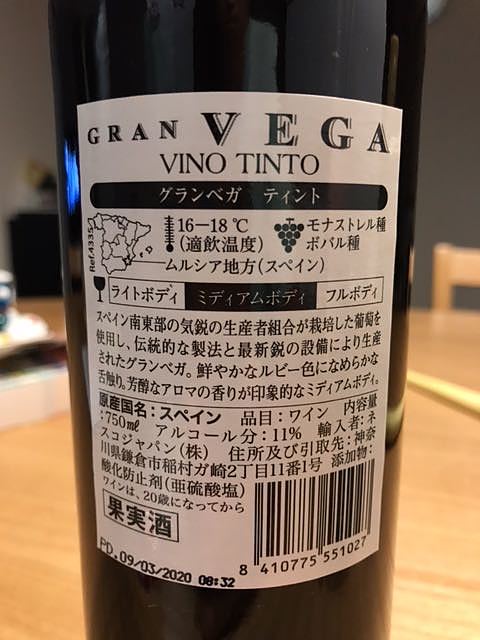 GRAN VEGA
VINO TINTO
グランベガ ティント
Ref.4335
16−18℃
(適飲温度)
モナストレル種
ボバル種
ムルシア地方(スペイン)
ライトボディ ミディアムボディ フルボディ
スペイン南東部の気鋭の生産者組合が栽培した葡萄を
使用し、伝統的な製法と最新鋭の設備により生産
されたグランベガ。鮮やかなルビー色になめらかな
舌触り。芳醇なアロマの香りが印象的なミディアムボディ。
原産国名:スペイン 品目:ワイン 内容量
:750㎖ アルコール分:11% 輸入者:ネ
スコジャパン(株) 住所及び引取先:神奈
川県鎌倉市稲村ガ崎2丁目11番1号 添加物:
酸化防止剤(亜硫酸塩)
ワインは、20歳になってから
果実酒
8 410775 551027
PD.09/03/2020 08:32